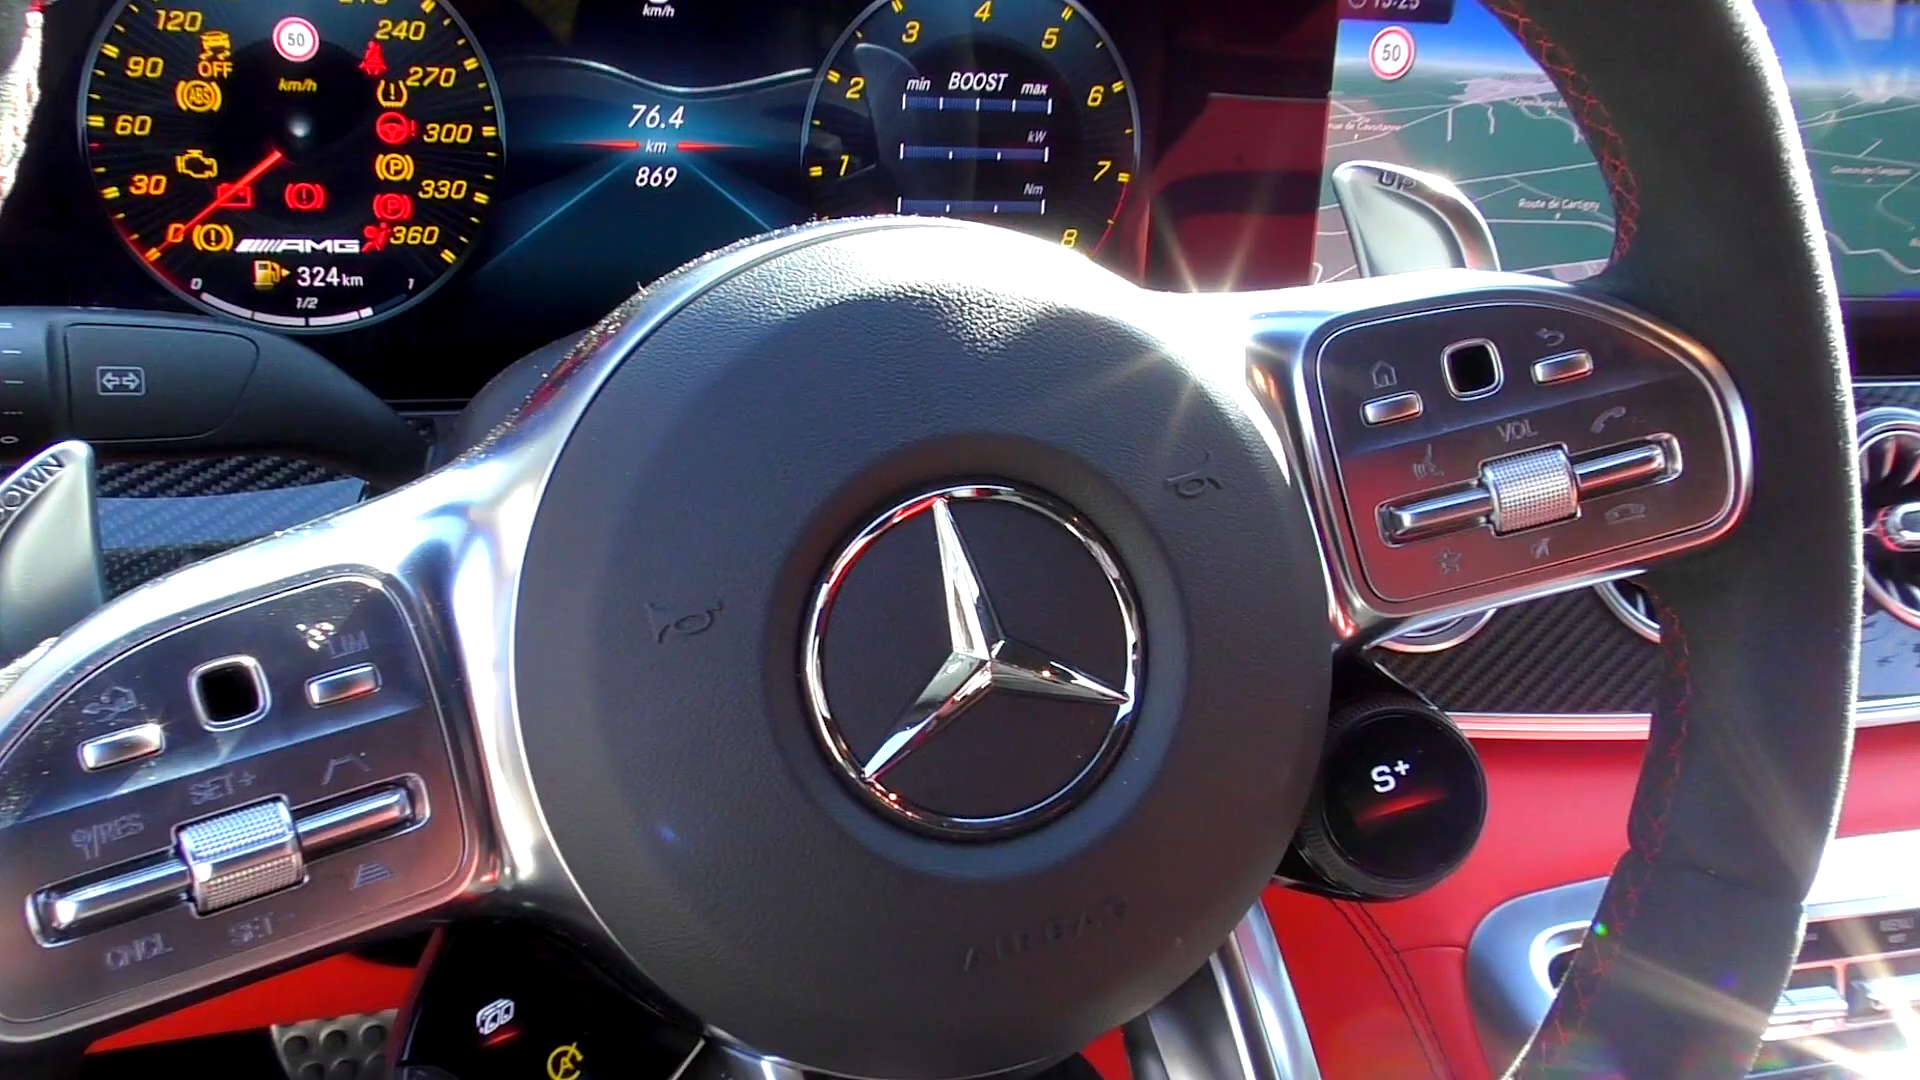 120
240
50
OFF
km/h
90
270
ABS
60
300
P
30
330
P
0
AMG
360
324 km
0
1/2
1
km/h
76.4
km
869
4
3
5
BOOST
min
max
2
6
kW
1
7
Nm
8
50
Route de Cartigny
UP
DOWN
VOL
LIM
SET +
/RES
CNCL
SET -
AIRBAG
S+
A